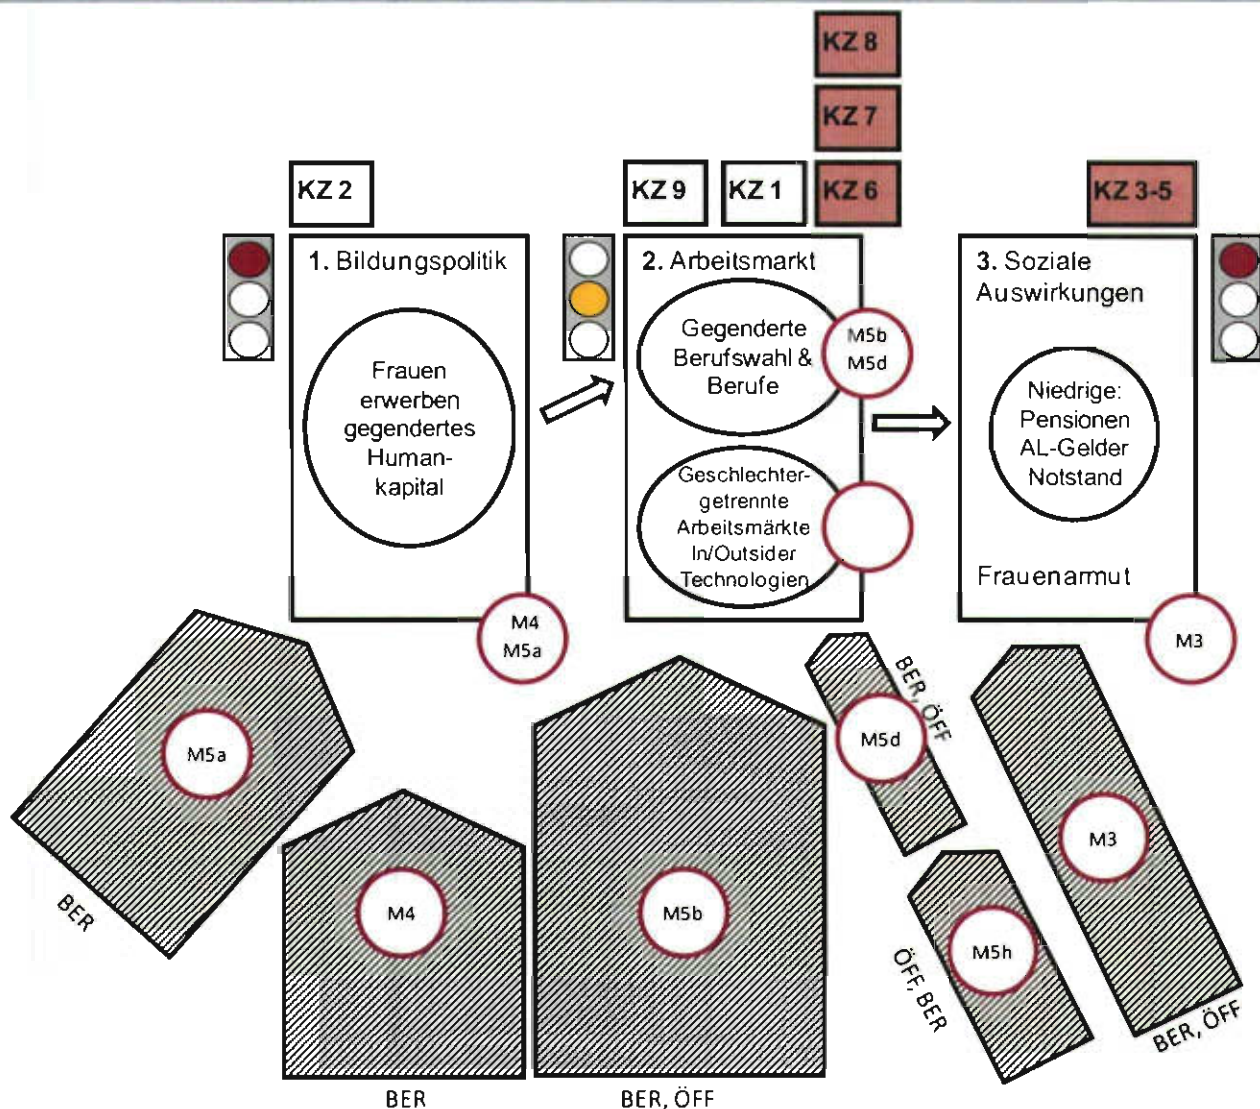 KZ 8
KZ 7
KZ 2
KZ 9
KZ 1
KZ 6
KZ 3-5
1. Bildungspolitik
Frauen
erwerben
gegendertes
Human-
kapital
M4
M5a
2. Arbeitsmarkt
Gegenderte
Berufswahl &
Berufe
M5b
M5d
Geschlechter-
getrennte
Arbeitsmärkte
In/Outsider
Technologien
3. Soziale
Auswirkungen
Niedrige:
Pensionen
AL-Gelder
Notstand
Frauenarmut
M3
M5a
BER
M4
BER
M5b
BER, ÖFF
M5d
BER, ÖFF
M5h
ÖFF, BER
M3
BER, ÖFF